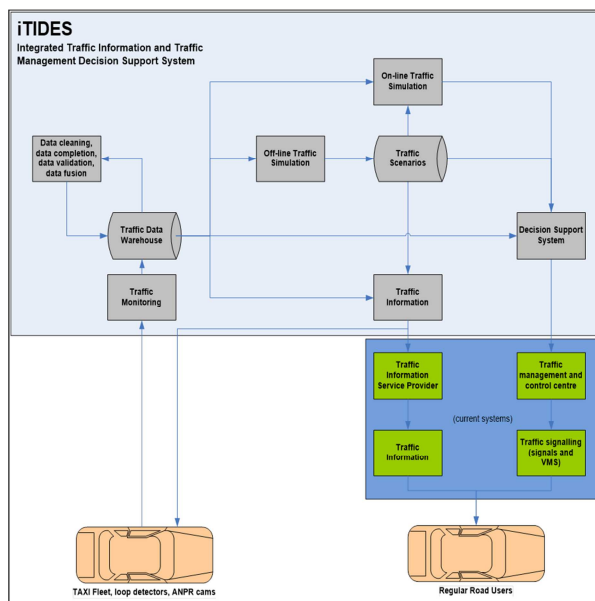 iTIDES
Integrated Traffic Information and Traffic
Management Decision Support System
On-line Traffic
Simulation
Data cleaning,
data completion,
data validation,
data fusion
Off-line Traffic
Simulation
Traffic
Scenarios
Traffic Data
Warehouse
Decision Support
System
Traffic
Monitoring
Traffic
Information
Traffic
Information
Service Provider
Traffic
management and
control centre
(current systems)
Traffic
Information
Traffic signalling
(signals and
VMS)
TAXI Fleet, loop detectors, ANPR cams
Regular Road Users